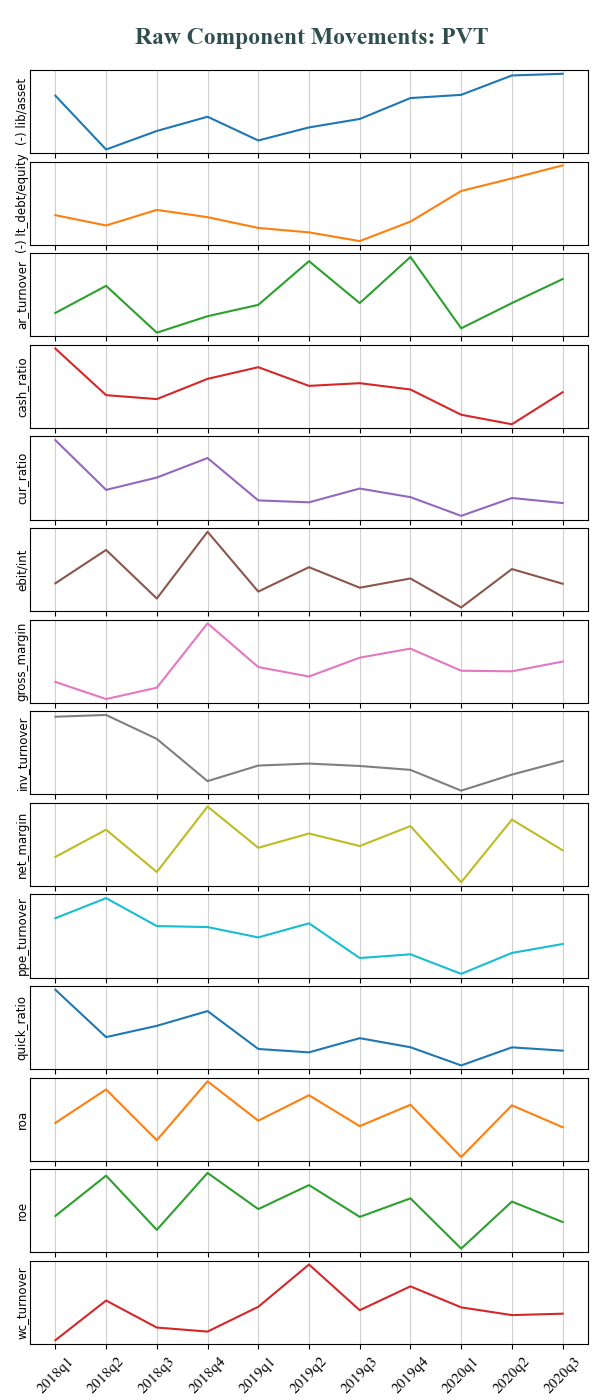 Raw Component Movements: PVT
(-) lib/asset
(-) lt_debt/equity
ar_turnover
cash_ratio
cur_ratio
ebit/int
gross_margin
inv_turnover
net_margin
ppe_turnover
quick_ratio
roa
roe
wc_turnover
2018q1 2018q2 2018q3 2018q4 2019q1 2019q2 2019q3 2019q4 2020q1 2020q2 2020q3